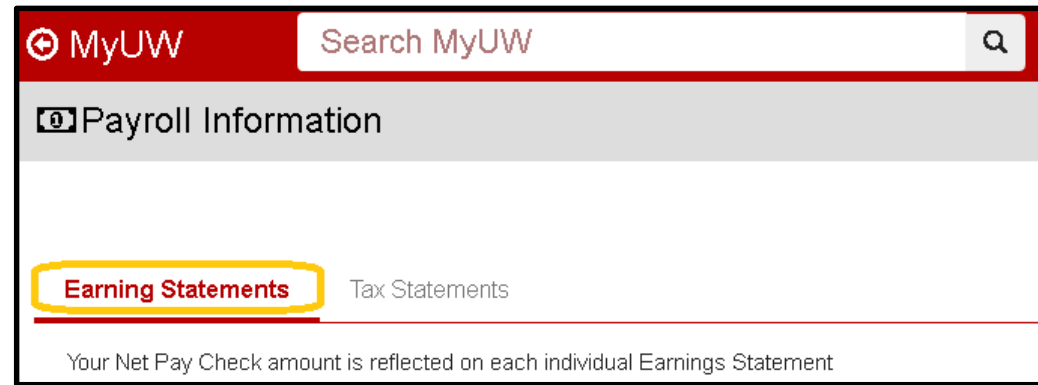 MyUW
Search MyUW
Payroll Information
Earning Statements
Tax Statements
Your Net Pay Check amount is reflected on each individual Earnings Statement